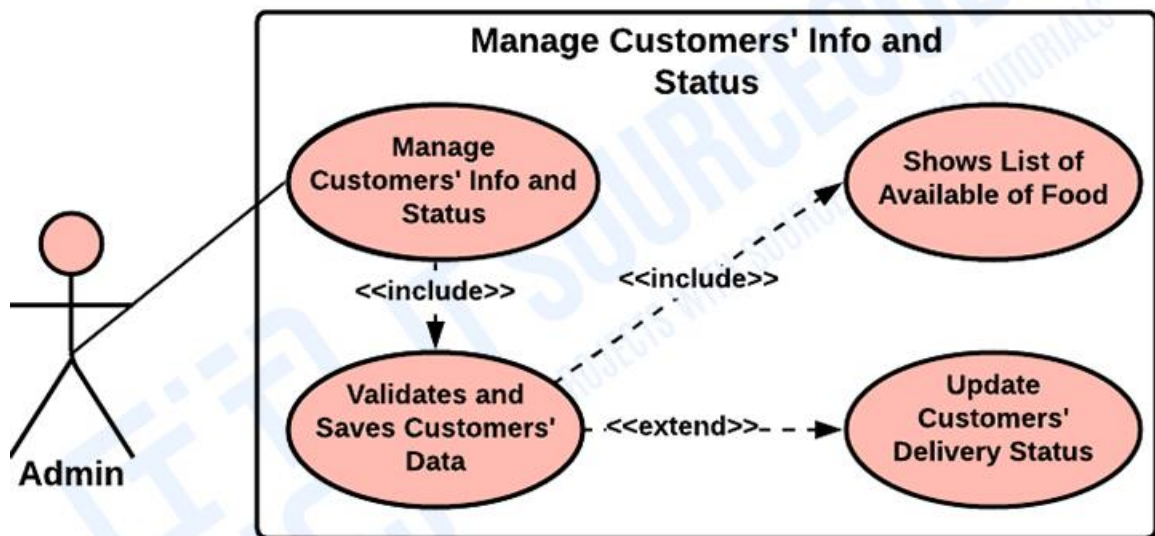 Manage Customers' Info and
Status
Manage
Customers' Info and
Status
Shows List of
Available of Food
<<include>>
<<include>>
Validates and
Saves Customers'
Data
<<extend>>
Update
Customers'
Delivery Status
Admin